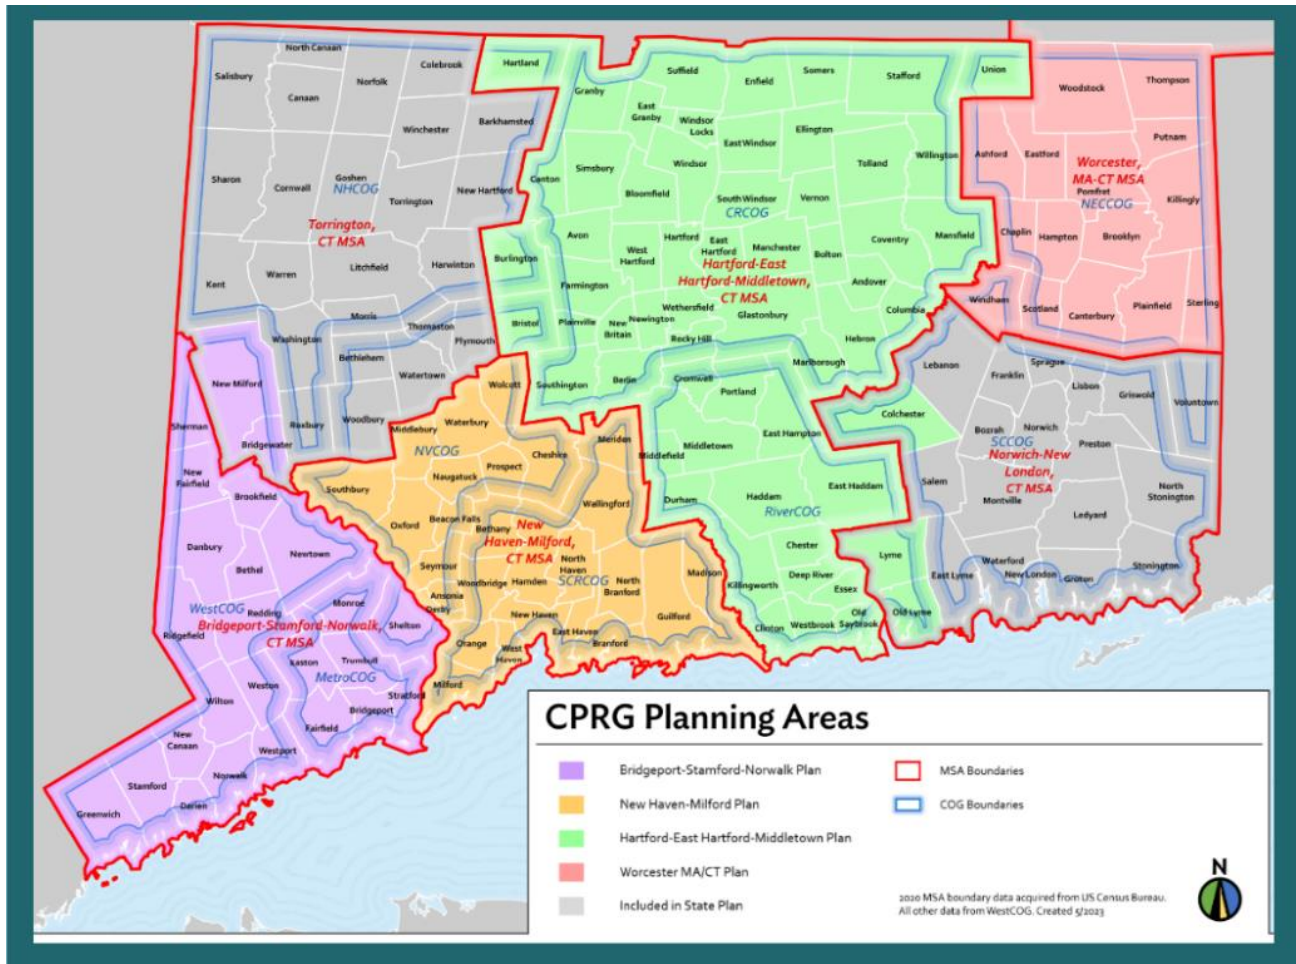 North Canaan
Colebrook
Hartland
Suffield
Somers
Union
Salisbury
Norfolk
Enfield
Stafford
Thompson
Canaan
Granby
Woodstock
East
Granby
Windsor
Locks
Barkhamsted
Winchester
Ellington
Putnam
East Windsor
Willington
Ashford
Eastford
Windsor
Tolland
Worcester,
MA-CT MSA
Simsbury
Canton
Sharon
Goshen
Cornwall
NHCOG
New Hartford
Bloomfield
Pomfret
NECCOG
Killingly
Torrington
South Windsor
Vernon
CRCOG
Torrington,
CT MSA
Avon
Hartford
East
Hartford
Manchester
Coventry
Mansfield
Chaplin
Hampton
Brooklyn
West
Hartford
Bolton
Burlington
Hartford-East
Hartford-Middletown,
CT MSA
Litchfield
Harwinton
Warren
Kent
Farmington
Andover
Windham
Scotland
Canterbury
Plainfield
Sterling
Wethersfield
Glastonbury
Columbia
Morris
Bristol
Plainville
New
Britain
Newington
Thomaston
Washington
Rocky Hill
Hebron
Plymouth
Bethlehem
Marlborough
Lebanon
Sprague
Franklin
Watertown
New Milford
Wolcott
Southington
Berlin
Cromwell
Portland
Lisbon
Griswold
Voluntown
Colchester
Roxbury
Woodbury
Sherman
Middlebury
Waterbury
Bozrah
Norwich
Bridgewater
Meriden
East Hampton
SCCOG
Preston
NVCOG
Cheshire
Middletown
Middlefield
Norwich-New
London,
CT MSA
Prospect
New
Fairfield
Naugatuck
Southbury
East Haddam
Salem
North
Stonington
Brookfield
Wallingford
Durham
Haddam
Montville
RiverCOG
Ledyard
Oxford
Beacon Falls
Bethany
New
Haven-Milford,
CT MSA
Danbury
Newtown
Chester
Lyme
Seymour
North
Haven
Bethel
Waterford
Stonington
Woodbridge
Hamden
SCRCOG
North
Branford
Madison
Killingworth
Deep River
East Lyme
New London
Groton
Essex
Ansonia
Derby
Monroe
WestCOG
Redding
New Haven
Guilford
Old
Saybrook
Old Lyme
Bridgeport-Stamford-Norwalk,
CT MSA
Shelton
Ridgefield
Clinton
Westbrook
East Haven
Branford
Orange
West
Haven
Easton
Trumbull
MetroCOG
Weston
Milford
Stratford
Wilton
Bridgeport
Fairfield
New
Canaan
Westport
Norwalk
Stamford
Darien
Greenwich
CPRG Planning Areas
Bridgeport-Stamford-Norwalk Plan
New Haven-Milford Plan
Hartford-East Hartford-Middletown Plan
Worcester MA/CT Plan
Included in State Plan
MSA Boundaries
COG Boundaries
2020 MSA boundary data acquired from US Census Bureau.
All other data from WestCOG. Created 5/2023
N